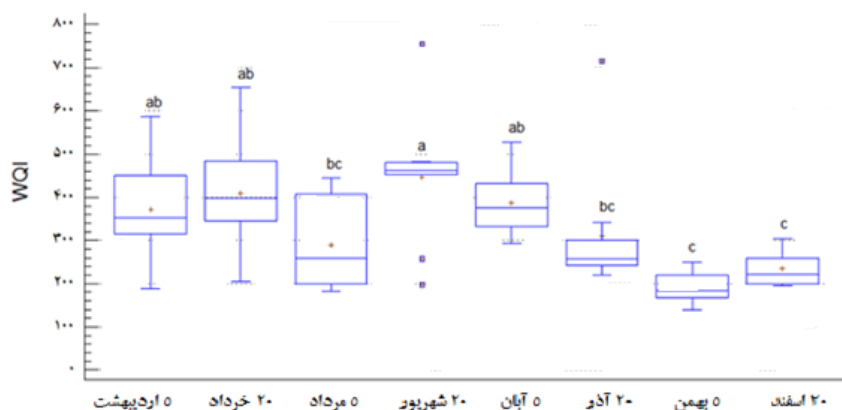 WQI
۸۰۰
۷۰۰
۶۰۰
۵۰۰
۴۰۰
۳۰۰
۲۰۰
۱۰۰
۰
ab
ab
bc
a
ab
bc
c
c
۵ اردیبهشت
۲۰ خرداد
۵ مرداد
۲۰ شهریور
۵ آبان
۲۰ آذر
۵ بهمن
۲۰ اسفند